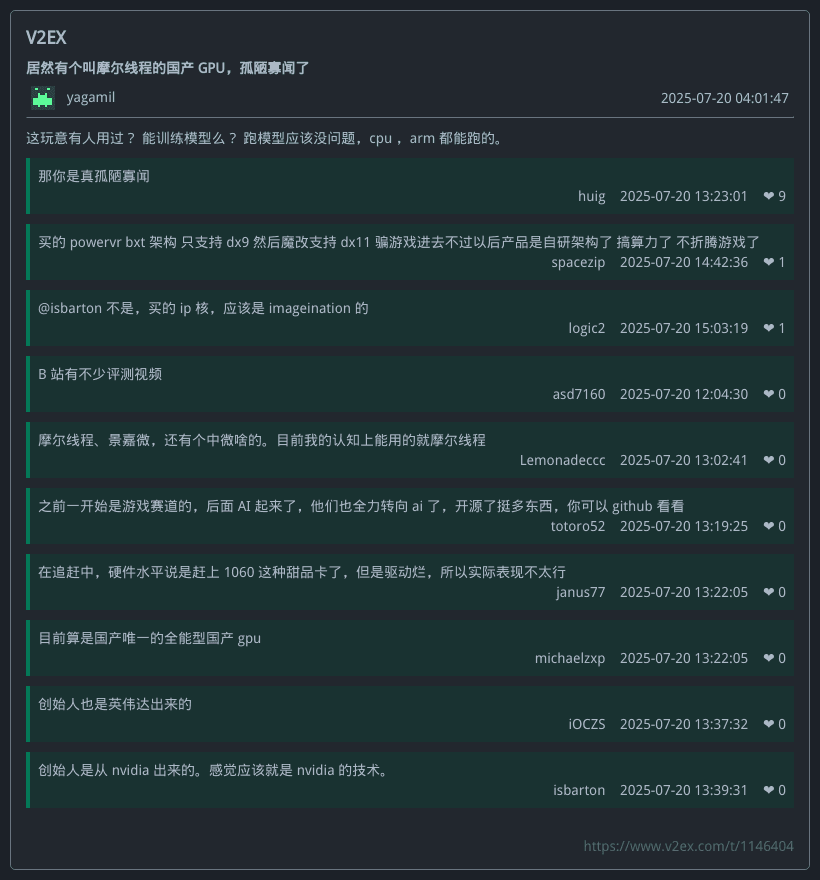 V2EX
居然有个叫摩尔线程的国产 GPU，孤陋寡闻了
yagamil 2025-07-20 04:01:47
这玩意有人用过？ 能训练模型么？ 跑模型应该没问题，cpu ，arm 都能跑的。
那你是真孤陋寡闻
huig 2025-07-20 13:23:01 ❤ 9
买的 powervr bxt 架构 只支持 dx9 然后魔改支持 dx11 骗游戏进去不过以后产品是自研架构了 搞算力了 不折腾游戏了
spacezip 2025-07-20 14:42:36 ❤ 1
@isbarton 不是，买的 ip 核，应该是 imageination 的
logic2 2025-07-20 15:03:19 ❤ 1
B 站有不少评测视频
asd7160 2025-07-20 12:04:30 ❤ 0
摩尔线程、景嘉微，还有个中微啥的。目前我的认知上能用的就摩尔线程
Lemonadeccc 2025-07-20 13:02:41 ❤ 0
之前一开始是游戏赛道的，后面 AI 起来了，他们也全力转向 ai 了，开源了挺多东西，你可以 github 看看
totoro52 2025-07-20 13:19:25 ❤ 0
在追赶中，硬件水平说是赶上 1060 这种甜品卡了，但是驱动烂，所以实际表现不太行
janus77 2025-07-20 13:22:05 ❤ 0
目前算是国产唯一的全能型国产 gpu
michaelzxp 2025-07-20 13:22:05 ❤ 0
创始人也是英伟达出来的
iOCZS 2025-07-20 13:37:32 ❤ 0
创始人是从 nvidia 出来的。感觉应该就是 nvidia 的技术。
isbarton 2025-07-20 13:39:31 ❤ 0
https://www.v2ex.com/t/1146404